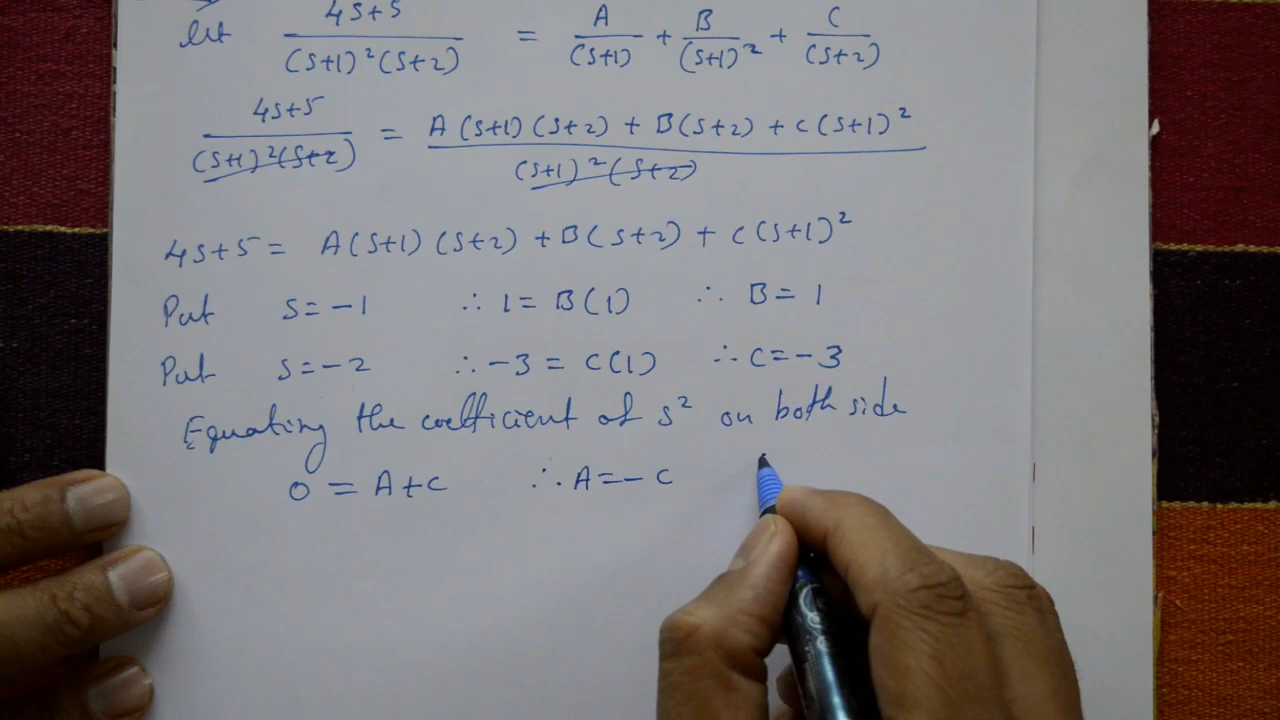 let 4s+5/(s+1)²(s+2) = A/(s+1) + B/(s+1)² + C/(s+2)
4s+5/(s+1)²(s+2) = A(s+1)(s+2) + B(s+2) + C(s+1)²/(s+1)²(s+2)
4s+5 = A(s+1)(s+2) + B(s+2) + C(s+1)²
Put s=-1 ∴ 1 = B(1) ∴ B = 1
Put s=-2 ∴ -3 = C(1) ∴ C = -3
Equating the coefficient of s² on both side
0 = A+C ∴ A = -C